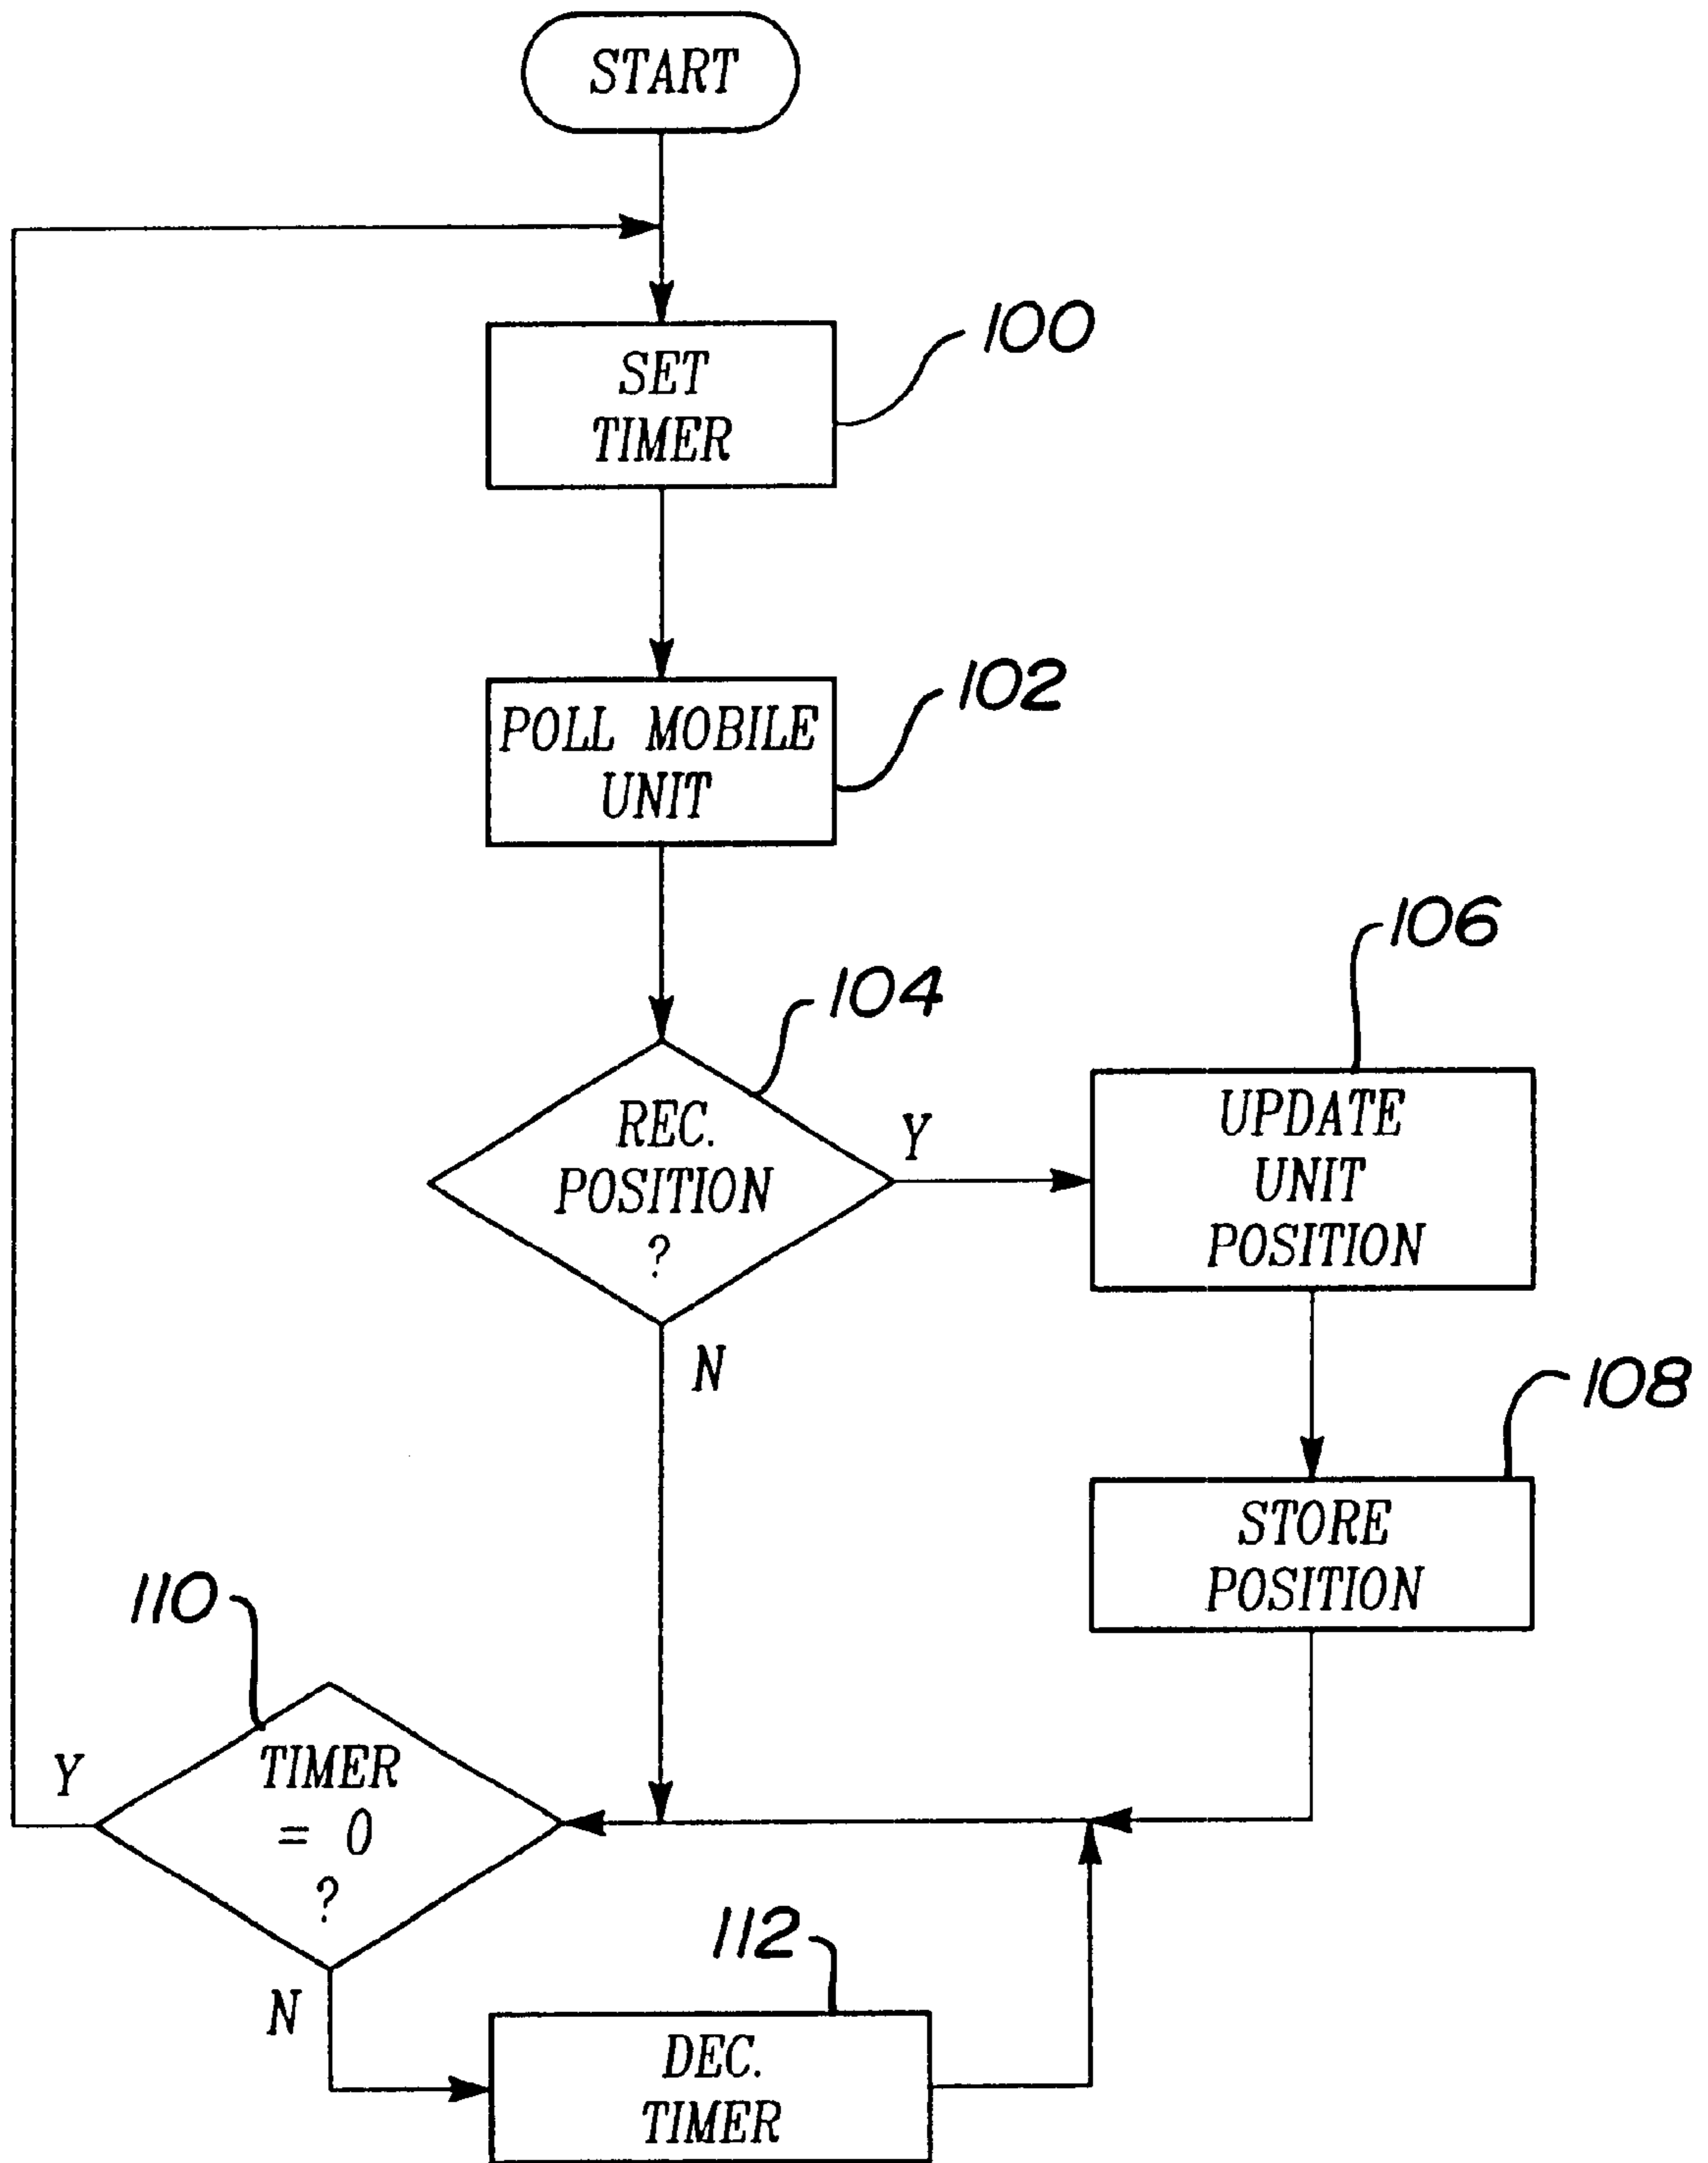 START
100
SET
TIMER
102
POLL MOBILE
UNIT
104
REC.
POSITION
?
Y
N
106
UPDATE
UNIT
POSITION
108
STORE
POSITION
110
TIMER
= 0
?
Y
N
112
DEC.
TIMER